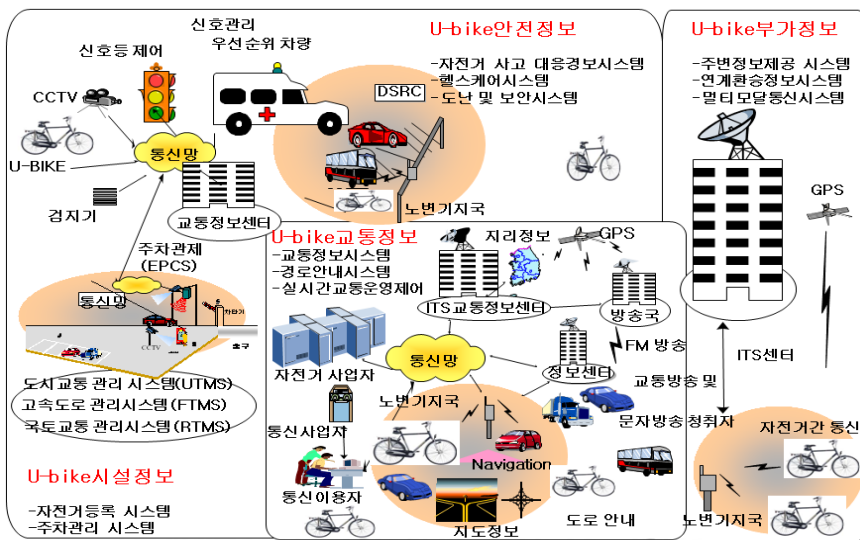 U-bike안전정보
-자전거 사고 대응경보시스템
-헬스케어시스템
-도난 및 보안시스템
신호등제어
신호관리
우선순위 차량
CCTV
U-BIKE
통신망
검지기
교통정보센터
DSRC
노변기지국
U-bike부가정보
-주변정보제공 시스템
-연계환승정보시스템
-멀티모달통신시스템
GPS
ITS센터
자전거간 통신
노변기지국
주차관제
(EPCS)
통신망
차단기
CCTV
출구
도시교통 관리 시스템(UTMS)
고속도로 관리시스템(FTMS)
국토교통 관리시스템(RTMS)
U-bike시설정보
-자전거등록 시스템
-주차관리 시스템
U-bike교통정보
-교통정보시스템
-경로안내시스템
-실시간교통운영제어
지리정보
GPS
ITS교통정보센터
방송국
FM 방송
자전거 사업자
통신망
정보센터
교통방송 및
문자방송 청취자
노변기지국
통신사업자
통신이용자
Navigation
지도정보
도로 안내